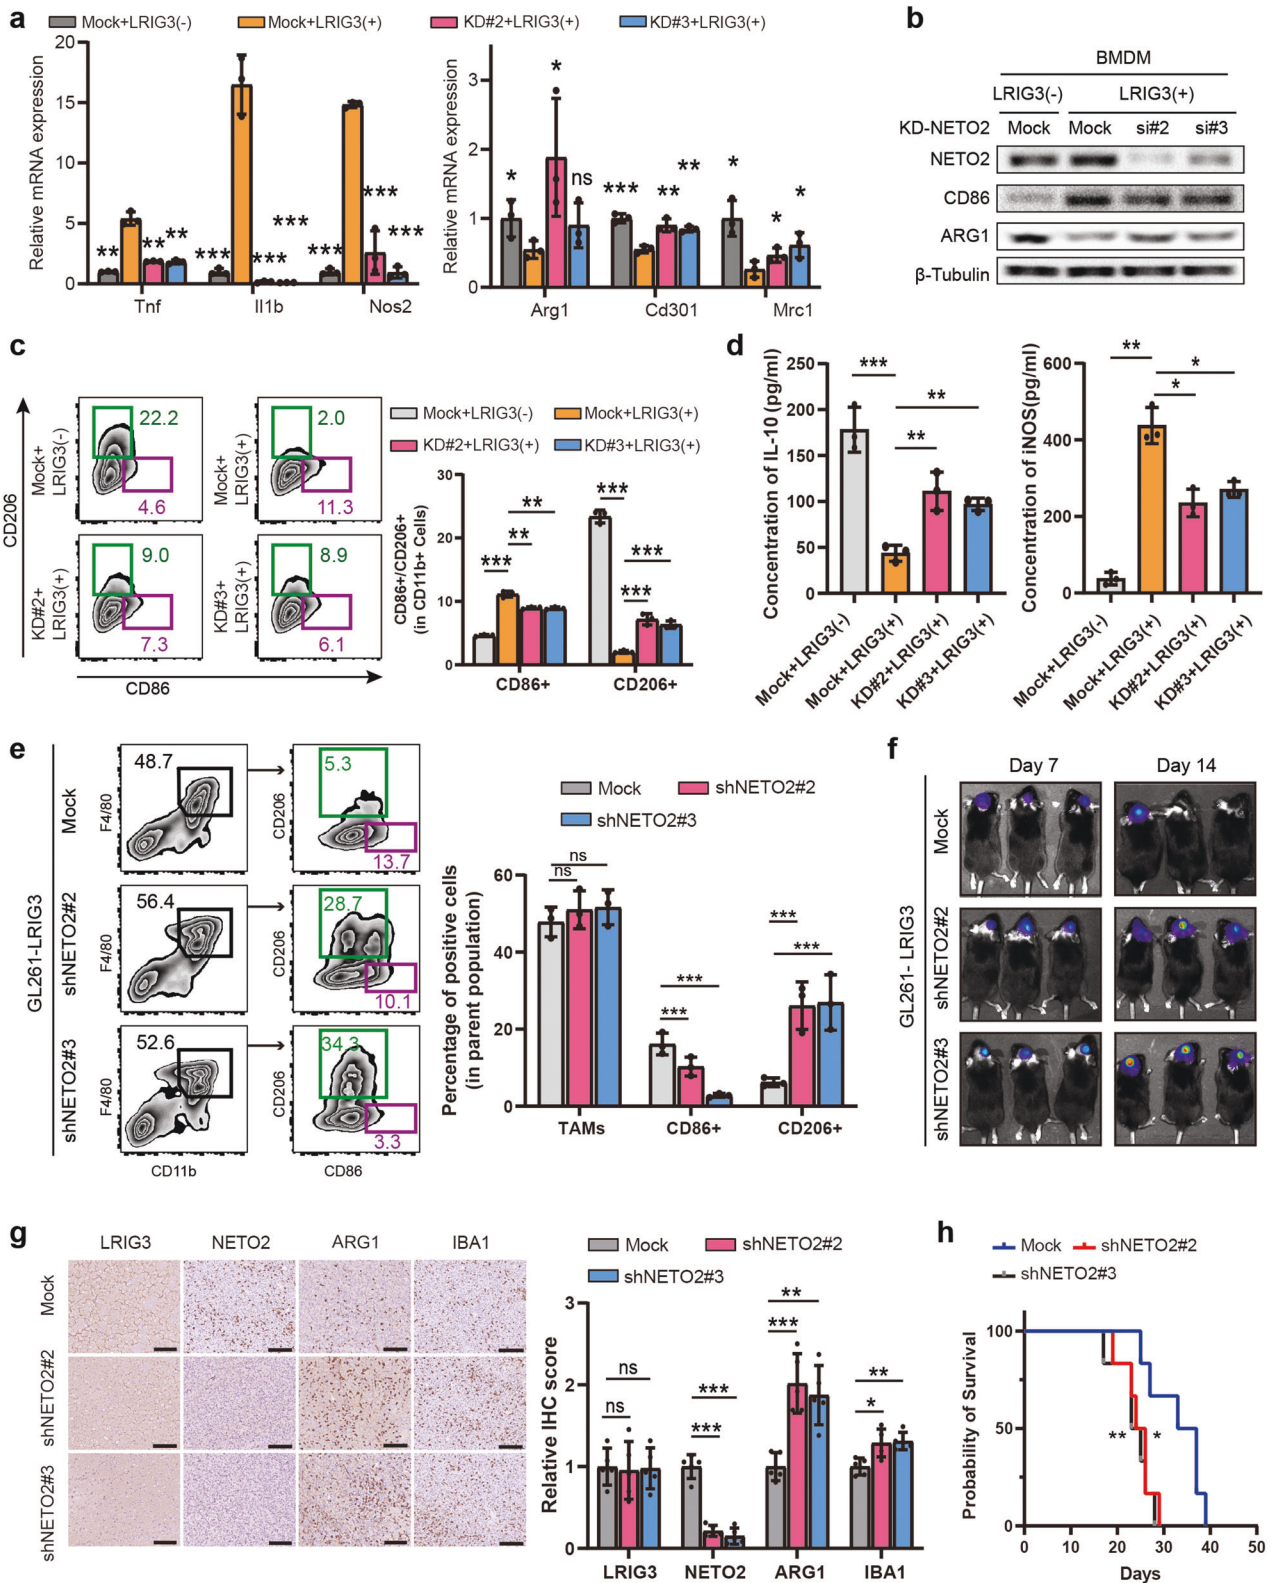 a
Mock+LRIG3(-) Mock+LRIG3(+) KD#2+LRIG3(+) KD#3+LRIG3(+)
Relative mRNA expression
20
15
10
5
0
** ** **
*** *** ***
*** *** ***
Tnf Il1b Nos2
Relative mRNA expression
3
2
1
0
* * ns
*** ** **
* * *
Arg1 Cd301 Mrc1
b
BMDM
LRIG3(-) LRIG3(+)
KD-NETO2 Mock Mock si#2 si#3
NETO2
CD86
ARG1
β-Tubulin
c
CD206
Mock+
LRIG3(-)
22.2
4.6
Mock+
LRIG3(+)
2.0
11.3
KD#2+
LRIG3(+)
9.0
7.3
KD#3+
LRIG3(+)
8.9
6.1
CD86
Mock+LRIG3(-) Mock+LRIG3(+)
KD#2+LRIG3(+) KD#3+LRIG3(+)
CD86+/CD206+
(in CD11b+ Cells)
30
20
10
0
*** ** **
*** *** ***
CD86+ CD206+
d
Concentration of IL-10 (pg/ml)
250
200
150
100
50
0
*** ** **
Mock+LRIG3(-)
Mock+LRIG3(+)
KD#2+LRIG3(+)
KD#3+LRIG3(+)
Concentration of iNOS(pg/ml)
600
400
200
0
** * *
Mock+LRIG3(-)
Mock+LRIG3(+)
KD#2+LRIG3(+)
KD#3+LRIG3(+)
e
GL261-LRIG3
Mock
F4/80
48.7
CD206
5.3
13.7
shNETO2#2
F4/80
56.4
CD206
28.7
10.1
shNETO2#3
F4/80
52.6
CD206
34.3
3.3
CD11b CD86
Mock shNETO2#2
shNETO2#3
Percentage of positive cells
(in parent population)
60
40
20
0
ns
ns
*** ***
*** ***
TAMs CD86+ CD206+
f
Day 7 Day 14
GL261- LRIG3
Mock
shNETO2#2
shNETO2#3
g
LRIG3 NETO2 ARG1 IBA1
Mock
shNETO2#2
shNETO2#3
Mock shNETO2#2
shNETO2#3
Relative IHC score
3
2
1
0
ns ns
*** ***
*** **
* **
LRIG3 NETO2 ARG1 IBA1
h
Mock shNETO2#2
shNETO2#3
Probability of Survival
100
50
0
** *
0 10 20 30 40 50
Days